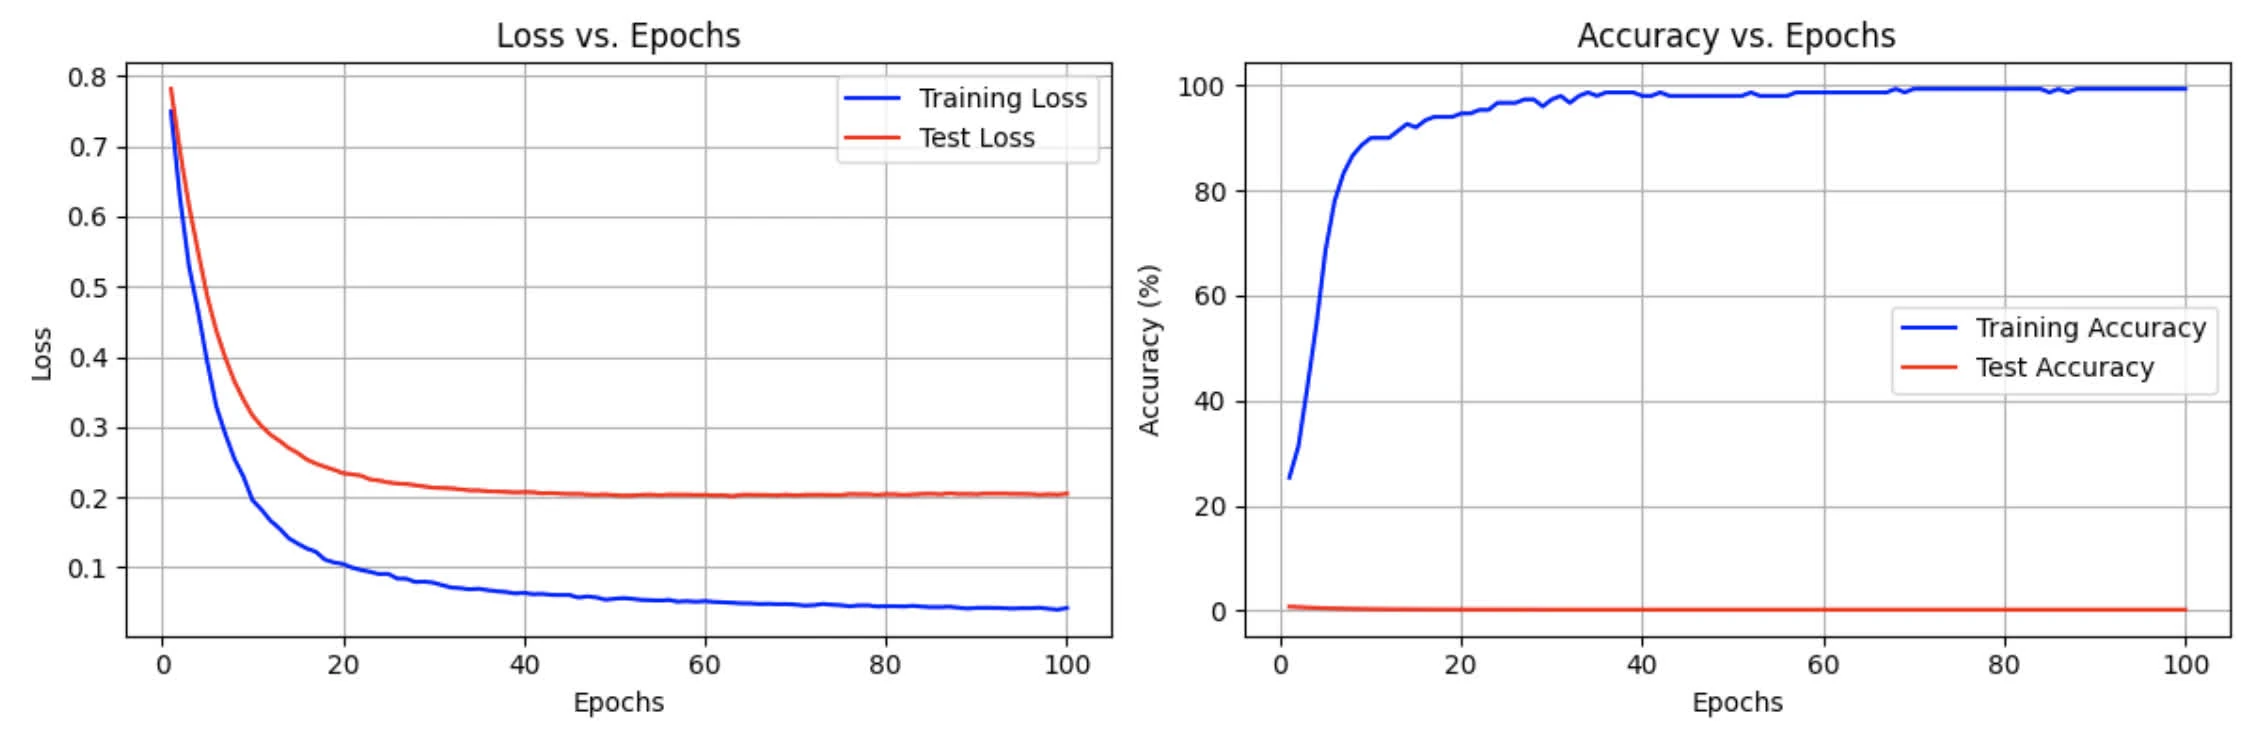 Loss vs. Epochs
Loss
0.8
0.7
0.6
0.5
0.4
0.3
0.2
0.1
Training Loss
Test Loss
0 20 40 60 80 100
Epochs
Accuracy vs. Epochs
Accuracy (%)
100
80
60
40
20
0
Training Accuracy
Test Accuracy
0 20 40 60 80 100
Epochs